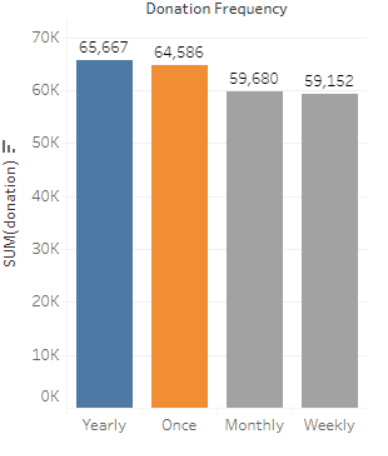 Donation Frequency
70K
60K
50K
40K
30K
20K
10K
0K
SUM(donation)
65,667
64,586
59,680
59,152
Yearly
Once
Monthly
Weekly